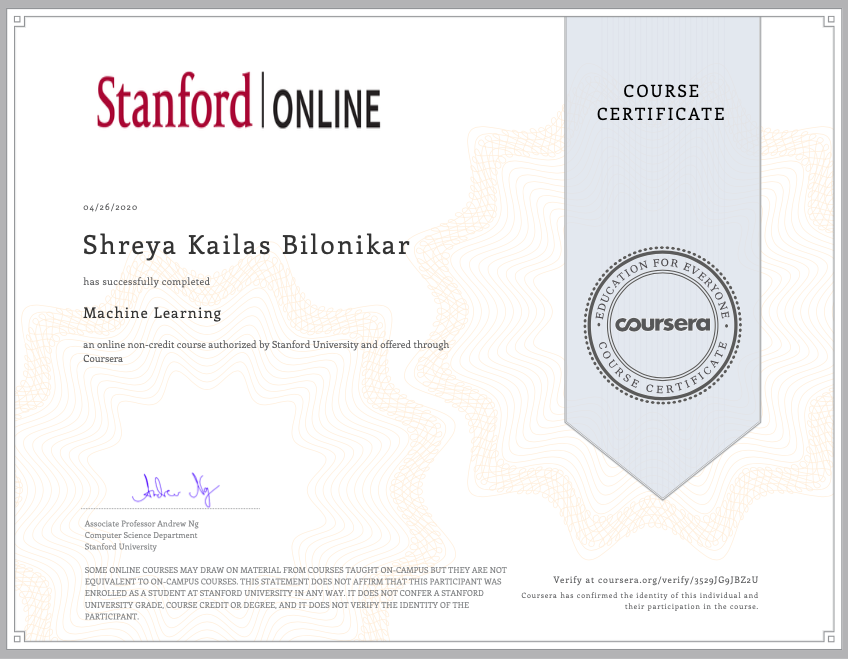 Stanford | ONLINE
COURSE
CERTIFICATE
04/26/2020
Shreya Kailas Bilonikar
has successfully completed
Machine Learning
an online non-credit course authorized by Stanford University and offered through
Coursera
EDUCATION FOR EVERYONE
coursera
COURSE CERTIFICATE
Andrew Ng
Associate Professor Andrew Ng
Computer Science Department
Stanford University
SOME ONLINE COURSES MAY DRAW ON MATERIAL FROM COURSES TAUGHT ON-CAMPUS BUT THEY ARE NOT
EQUIVALENT TO ON-CAMPUS COURSES. THIS STATEMENT DOES NOT AFFIRM THAT THIS PARTICIPANT WAS
ENROLLED AS A STUDENT AT STANFORD UNIVERSITY IN ANY WAY. IT DOES NOT CONFER A STANFORD
UNIVERSITY GRADE, COURSE CREDIT OR DEGREE, AND IT DOES NOT VERIFY THE IDENTITY OF THE
PARTICIPANT.
Verify at coursera.org/verify/3529JG9JBZ2U
Coursera has confirmed the identity of this individual and
their participation in the course.